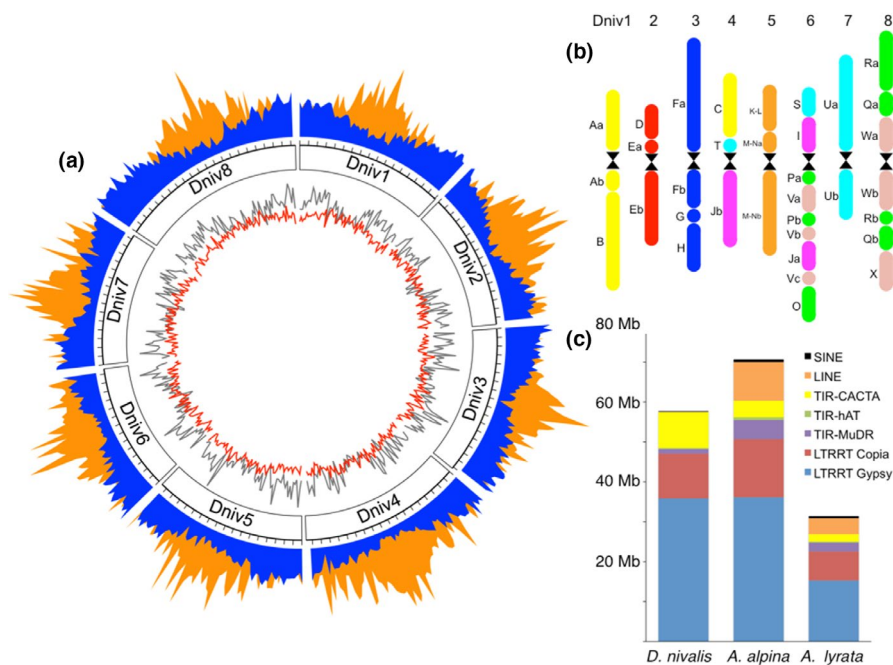 (a)
Dniv1
Dniv2
Dniv3
Dniv4
Dniv5
Dniv6
Dniv7
Dniv8
(b)
Dniv1 2 3 4 5 6 7 8
Aa
Ab
B
D
Ea
Eb
Fa
Fb
G
H
C
T
Jb
K-L
M-Na
M-Nb
S
I
Pa
Va
Pb
Vb
Ja
Vc
O
Ua
Ub
Ra
Qa
Wa
Wb
Rb
Qb
X
(c)
80 Mb
60 Mb
40 Mb
20 Mb
SINE
LINE
TIR-CACTA
TIR-hAT
TIR-MuDR
LTRRT Copia
LTRRT Gypsy
D. nivalis A. alpina A. lyrata